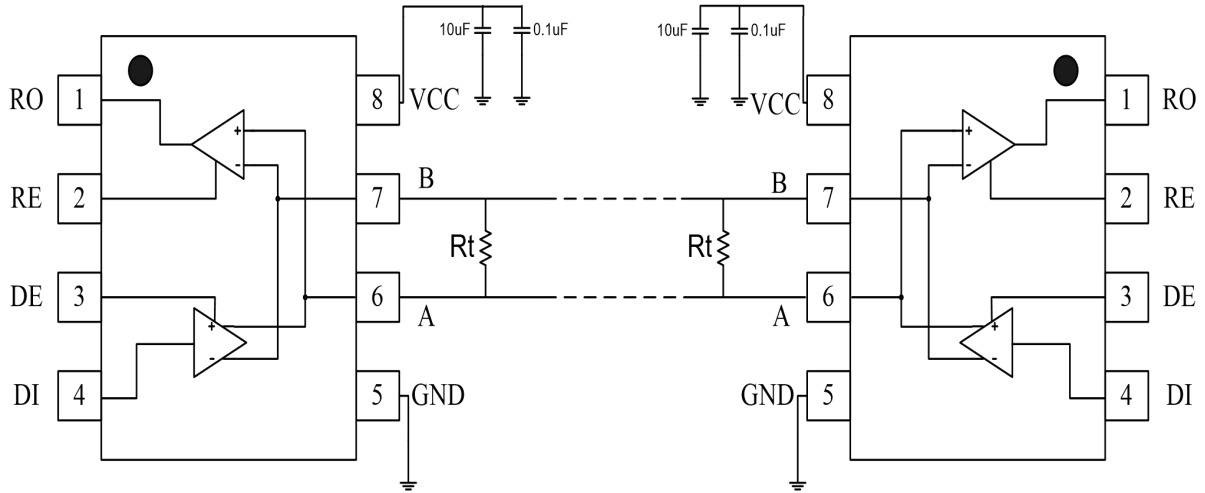 10uF 0.1uF 10uF 0.1uF
RO 1 8 VCC VCC 8 1 RO
+ +
- -
RE 2 7 B B 7 2 RE
Rt Rt
DE 3 6 A A 6 3 DE
+ +
- -
DI 4 5 GND GND 5 4 DI